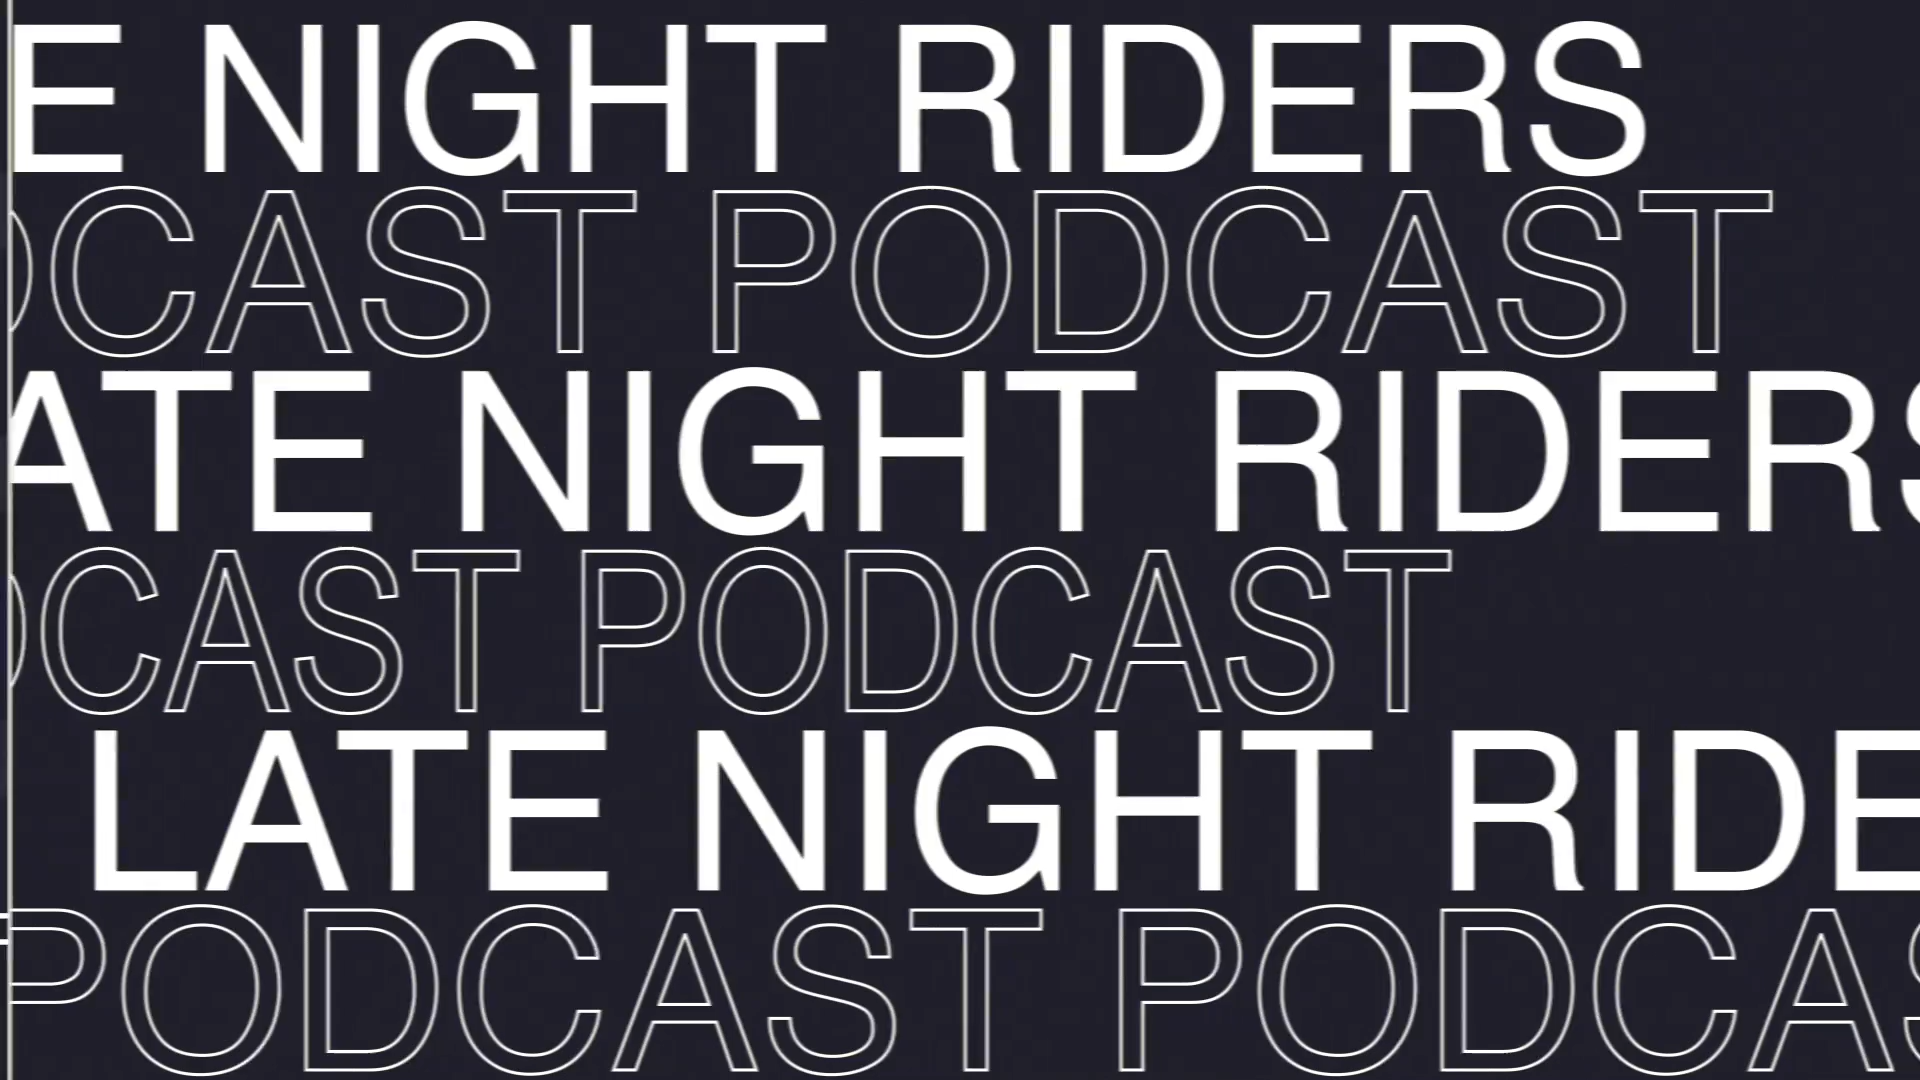 E NIGHT RIDERS
DCAST PODCAST
ATE NIGHT RIDERS
DCAST PODCAST
LATE NIGHT RIDE
PODCAST PODCAS